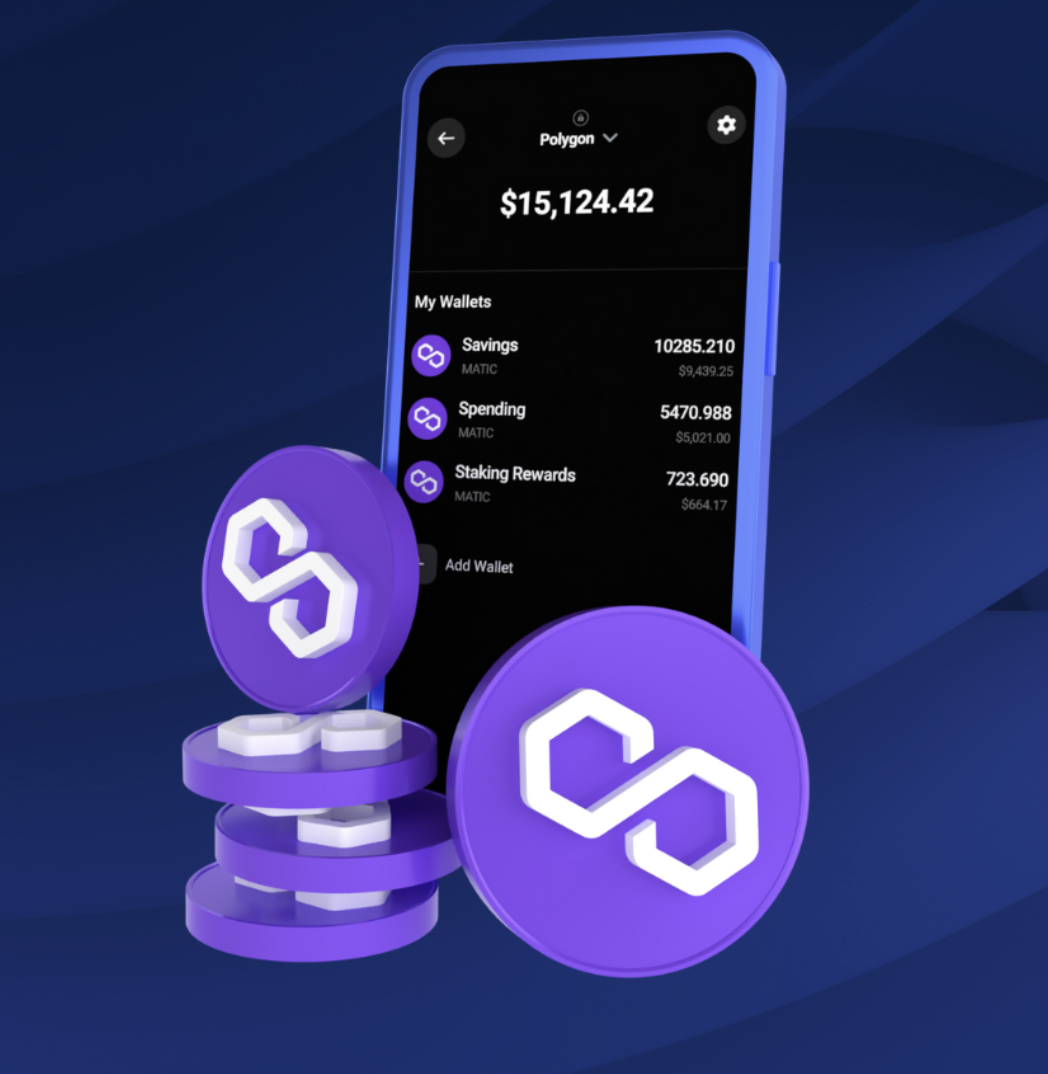 Polygon
$15,124.42
My Wallets
Savings 10285.210
MATIC $9,439.25
Spending 5470.988
MATIC $5,021.00
Staking Rewards 723.690
MATIC $664.17
Add Wallet